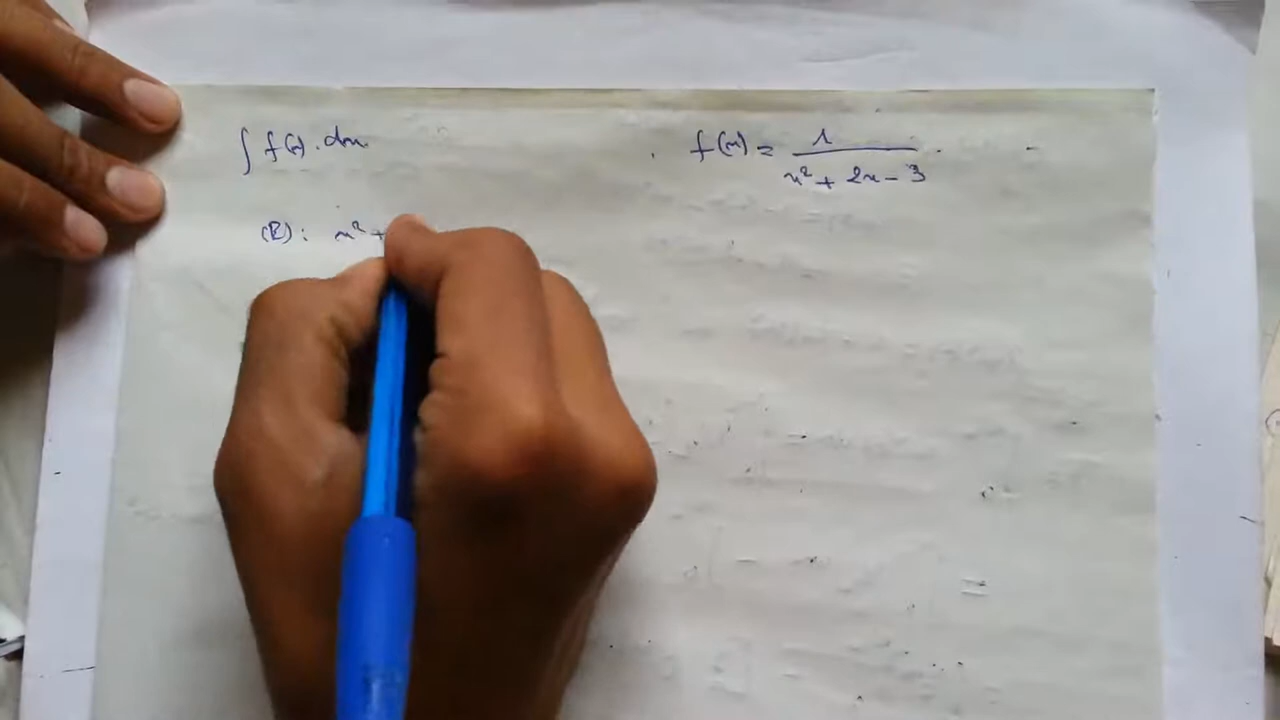 ∫ f(x).dx
f(x) = 1 / x² + 2x - 3
(R): x² +